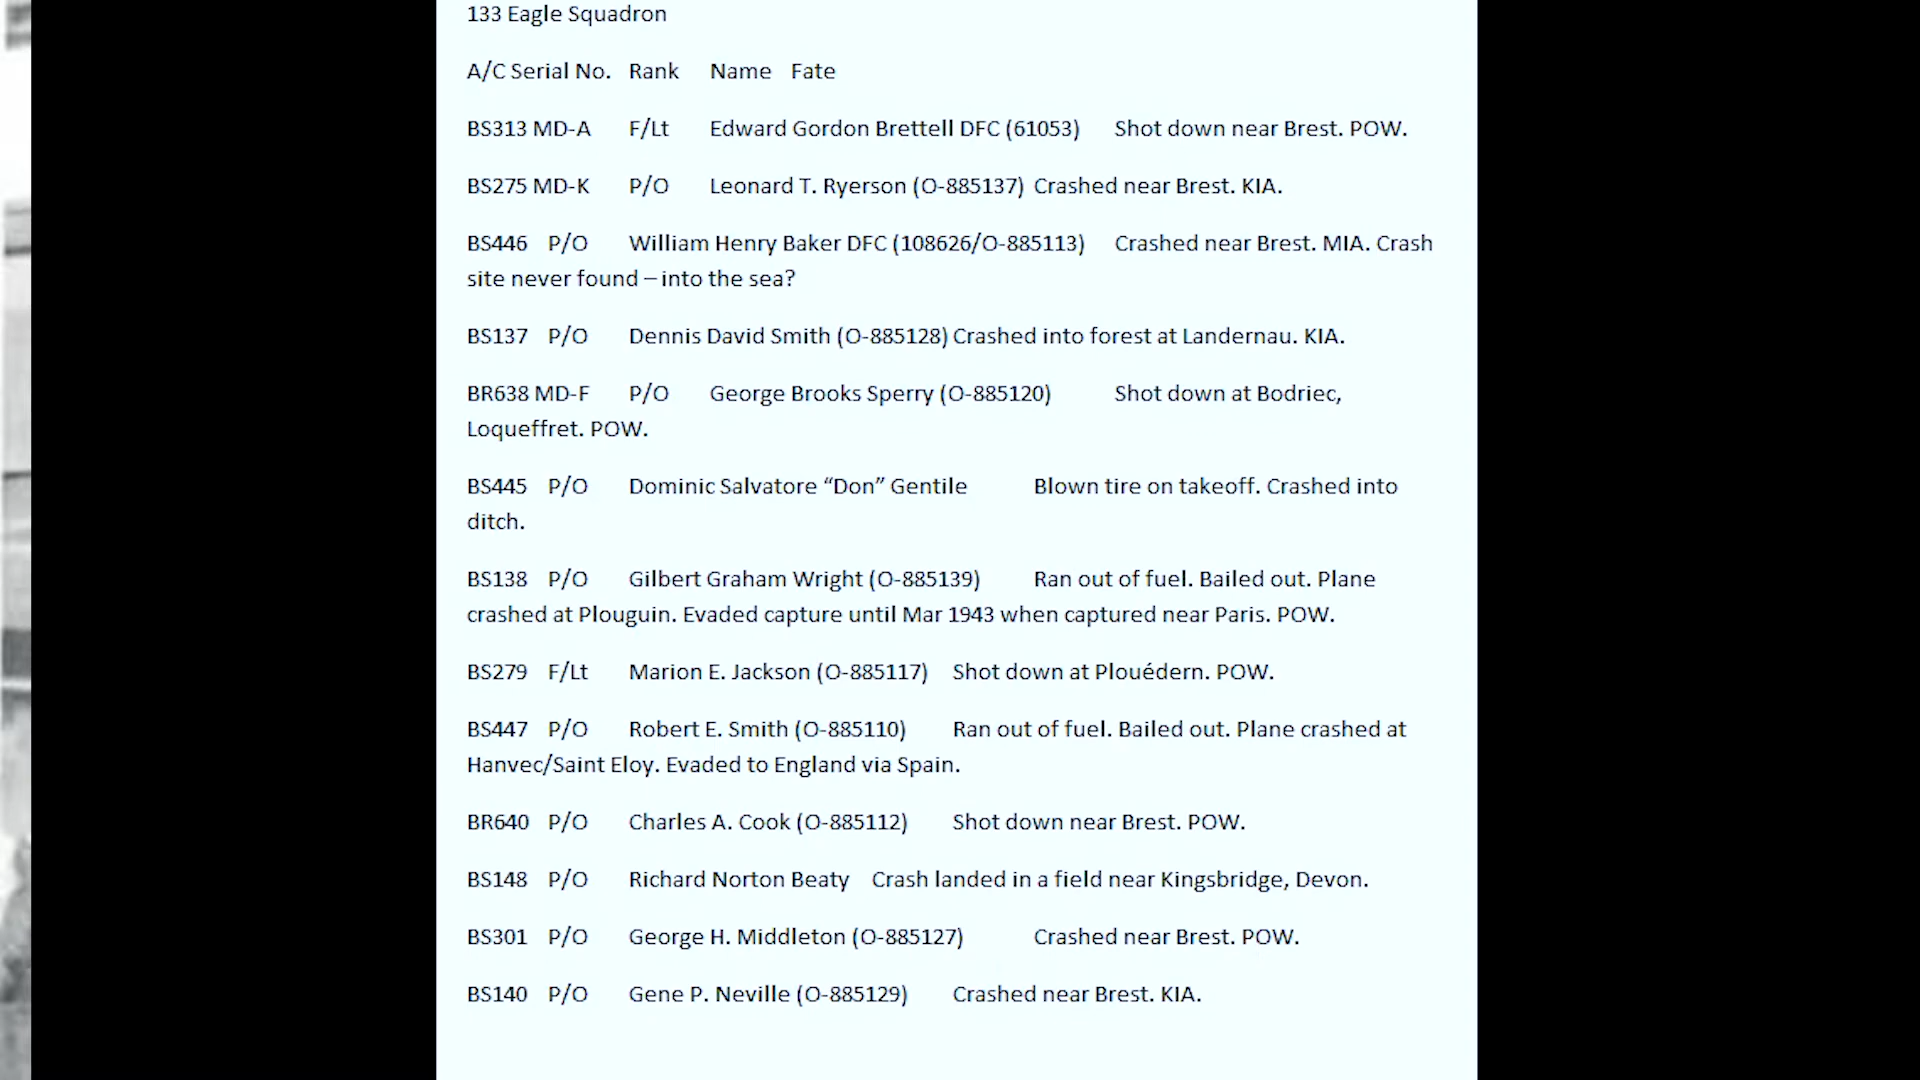 133 Eagle Squadron
A/C Serial No. Rank Name Fate
BS313 MD-A F/Lt Edward Gordon Brettell DFC (61053) Shot down near Brest. POW.
BS275 MD-K P/O Leonard T. Ryerson (O-885137) Crashed near Brest. KIA.
BS446 P/O William Henry Baker DFC (108626/O-885113) Crashed near Brest. MIA. Crash
site never found – into the sea?
BS137 P/O Dennis David Smith (O-885128) Crashed into forest at Landernau. KIA.
BR638 MD-F P/O George Brooks Sperry (O-885120) Shot down at Bodriec,
Loqueffret. POW.
BS445 P/O Dominic Salvatore “Don” Gentile Blown tire on takeoff. Crashed into
ditch.
BS138 P/O Gilbert Graham Wright (O-885139) Ran out of fuel. Bailed out. Plane
crashed at Plouguin. Evaded capture until Mar 1943 when captured near Paris. POW.
BS279 F/Lt Marion E. Jackson (O-885117) Shot down at Plouédern. POW.
BS447 P/O Robert E. Smith (O-885110) Ran out of fuel. Bailed out. Plane crashed at
Hanvec/Saint Eloy. Evaded to England via Spain.
BR640 P/O Charles A. Cook (O-885112) Shot down near Brest. POW.
BS148 P/O Richard Norton Beaty Crash landed in a field near Kingsbridge, Devon.
BS301 P/O George H. Middleton (O-885127) Crashed near Brest. POW.
BS140 P/O Gene P. Neville (O-885129) Crashed near Brest. KIA.